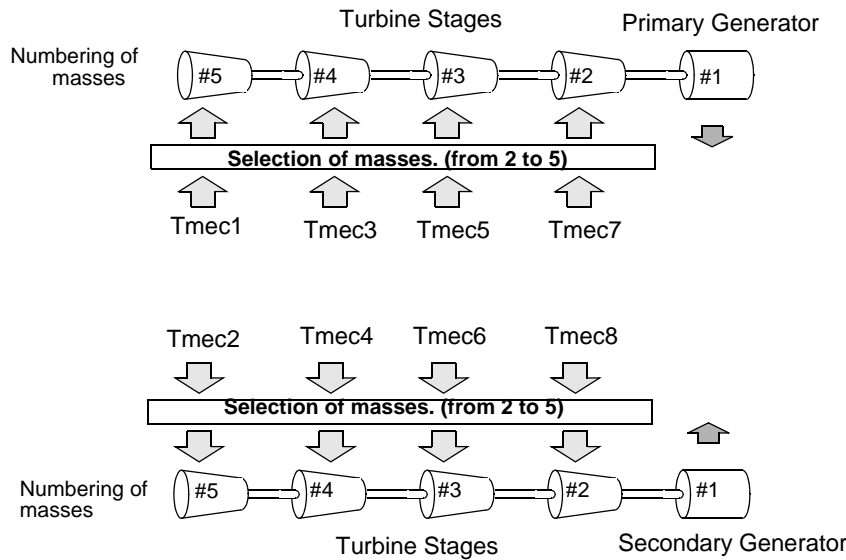 Turbine Stages
Primary Generator
Numbering of
masses
#5
#4
#3
#2
#1
Selection of masses. (from 2 to 5)
Tmec1
Tmec3
Tmec5
Tmec7
Tmec2
Tmec4
Tmec6
Tmec8
Selection of masses. (from 2 to 5)
Numbering of
masses
#5
#4
#3
#2
#1
Turbine Stages
Secondary Generator